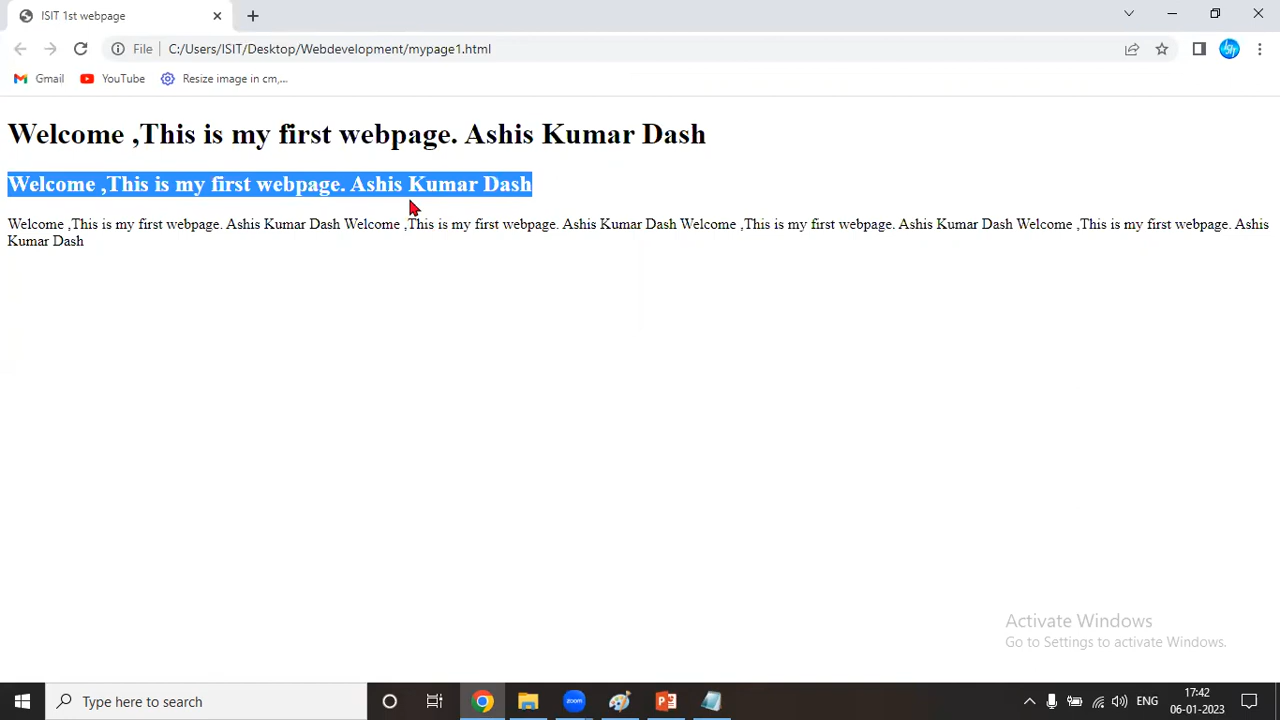 ISIT 1st webpage
File
C:/Users/ISIT/Desktop/Webdevelopment/mypage1.html
Gmail
YouTube
Resize image in cm,...
Welcome ,This is my first webpage. Ashis Kumar Dash
Welcome ,This is my first webpage. Ashis Kumar Dash
Welcome ,This is my first webpage. Ashis Kumar Dash Welcome ,This is my first webpage. Ashis Kumar Dash Welcome ,This is my first webpage. Ashis Kumar Dash Welcome ,This is my first webpage. Ashis
Kumar Dash
Activate Windows
Go to Settings to activate Windows.
Type here to search
zoom
ENG
17:42
06-01-2023